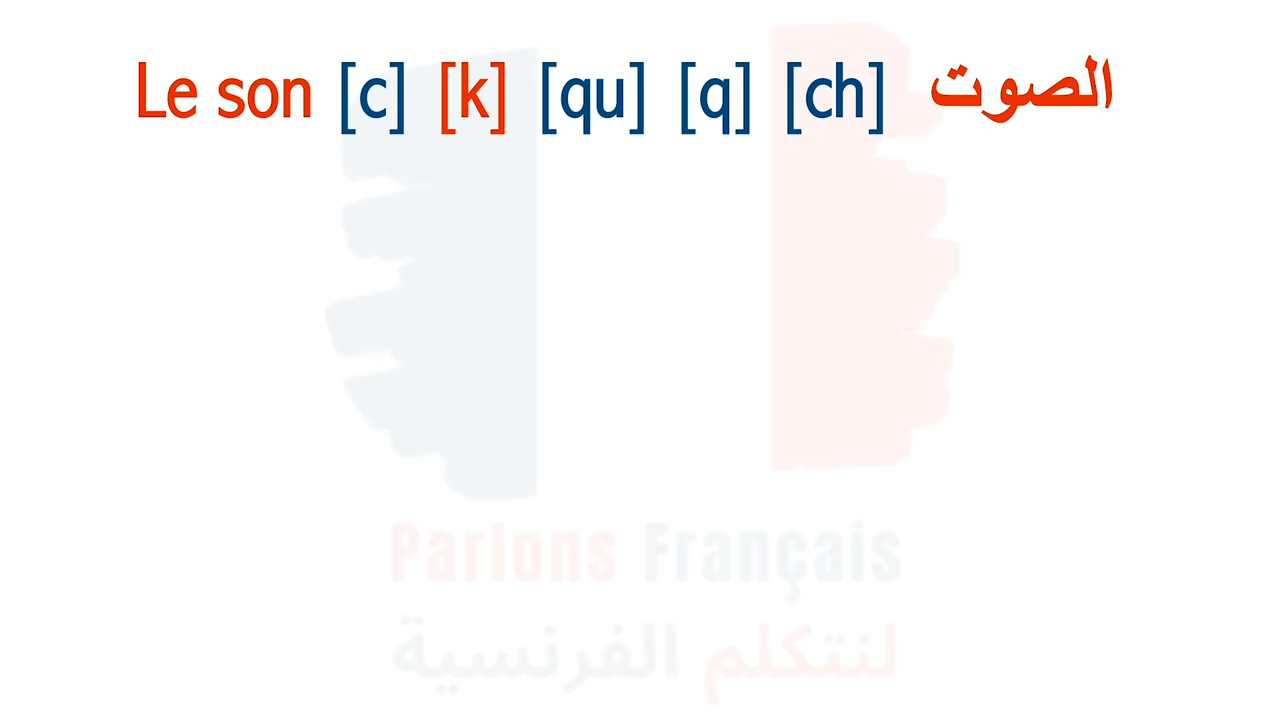 Le son [c] [k] [qu] [q] [ch] الصوت
Parlons Français
لنتكلم الفرنسية